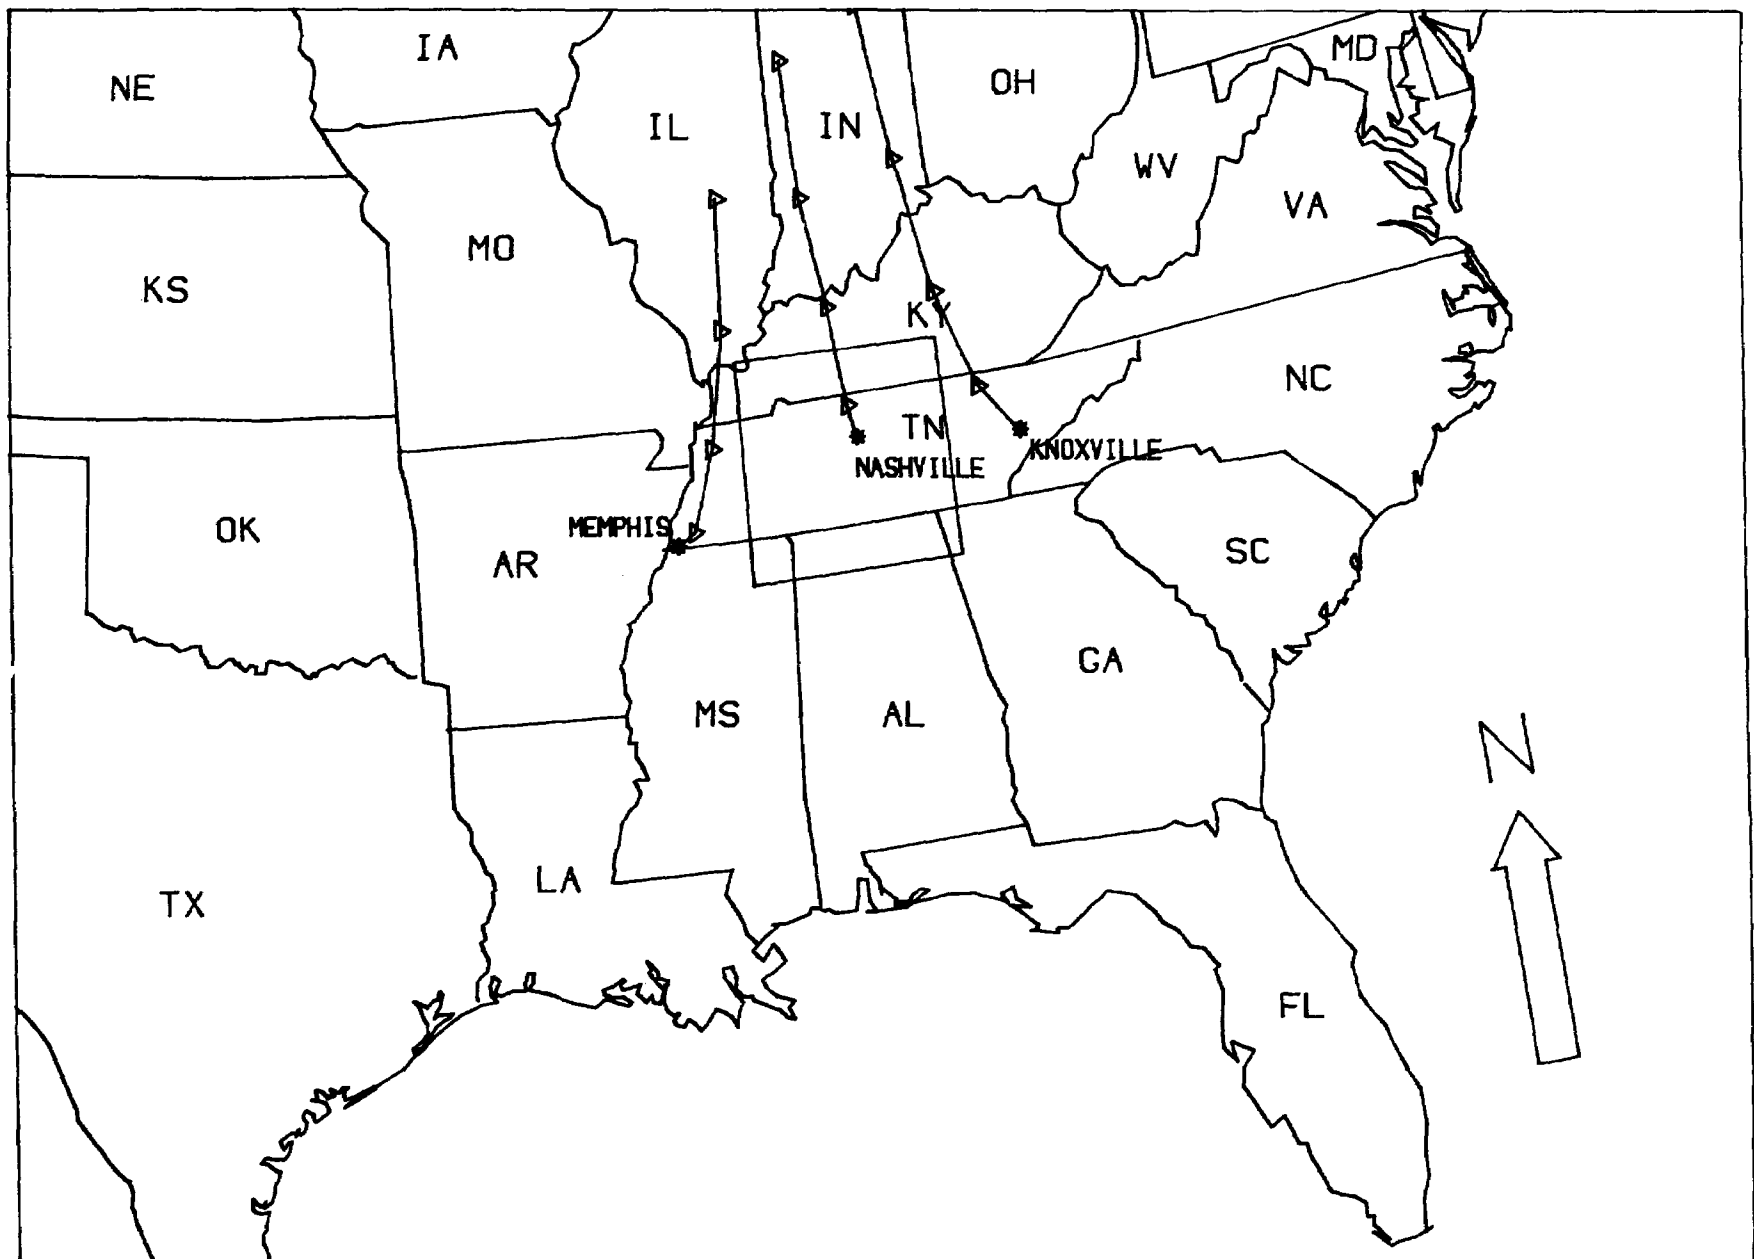 IA
MD
NE
OH
IL
IN
WV
VA
MO
KS
KY
NC
TN
KNOXVILLE
NASHVILLE
MEMPHIS
OK
AR
SC
GA
MS
AL
N
LA
TX
FL